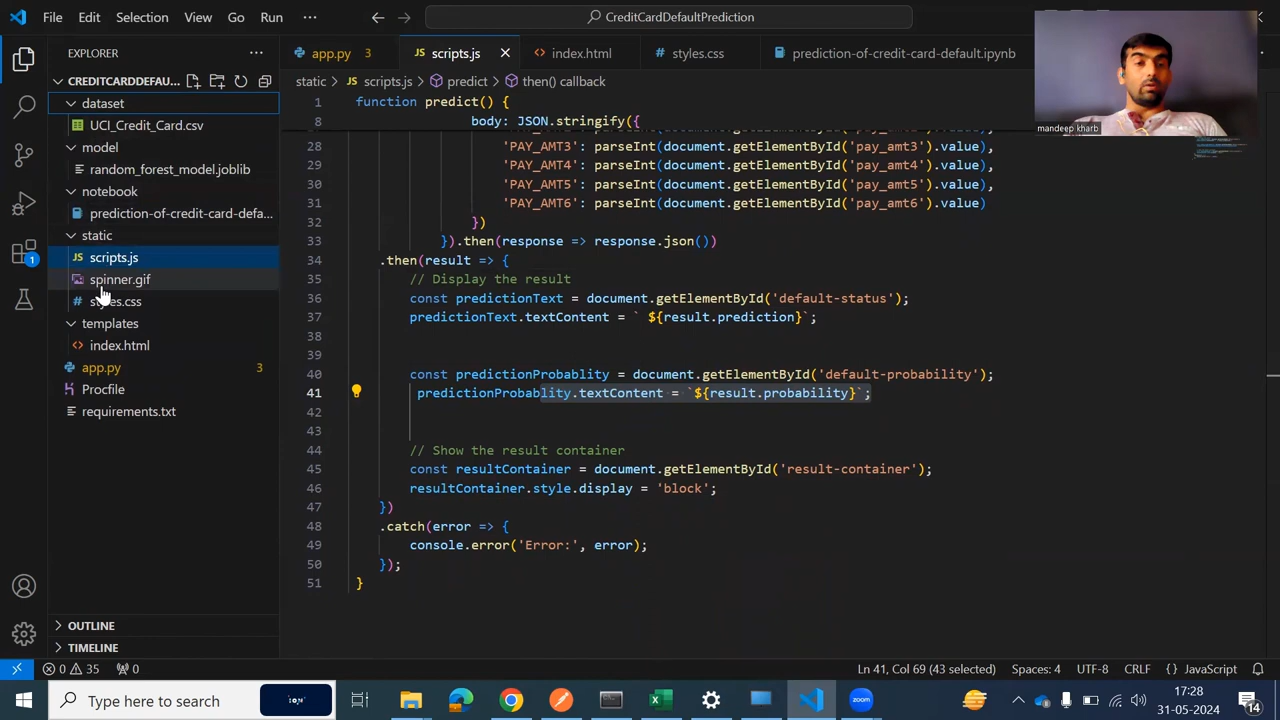 File Edit Selection View Go Run ··· CreditCardDefaultPrediction
EXPLORER
CREDITCARDDEFAU...
dataset
UCI_Credit_Card.csv
model
random_forest_model.joblib
notebook
prediction-of-credit-card-defa...
static
scripts.js
spinner.gif
styles.css
templates
index.html
app.py 3
Procfile
requirements.txt
OUTLINE
TIMELINE
1
app.py 3 scripts.js index.html styles.css prediction-of-credit-card-default.ipynb
static > scripts.js > predict > then() callback
1 function predict() {
8 body: JSON.stringify({
28 'PAY_AMT3': parseInt(document.getElementById('pay_amt3').value),
29 'PAY_AMT4': parseInt(document.getElementById('pay_amt4').value),
30 'PAY_AMT5': parseInt(document.getElementById('pay_amt5').value),
31 'PAY_AMT6': parseInt(document.getElementById('pay_amt6').value)
32 })
33 }).then(response => response.json())
34 .then(result => {
35 // Display the result
36 const predictionText = document.getElementById('default-status');
37 predictionText.textContent = ` ${result.prediction}`;
38
39
40 const predictionProbablity = document.getElementById('default-probability');
41 predictionProbablity.textContent = `${result.probability}`;
42
43
44 // Show the result container
45 const resultContainer = document.getElementById('result-container');
46 resultContainer.style.display = 'block';
47 })
48 .catch(error => {
49 console.error('Error:', error);
50 });
51 }
mandeep kharb
0 35 0 Ln 41, Col 69 (43 selected) Spaces: 4 UTF-8 CRLF {} JavaScript
Type here to search
17:28
31-05-2024
14